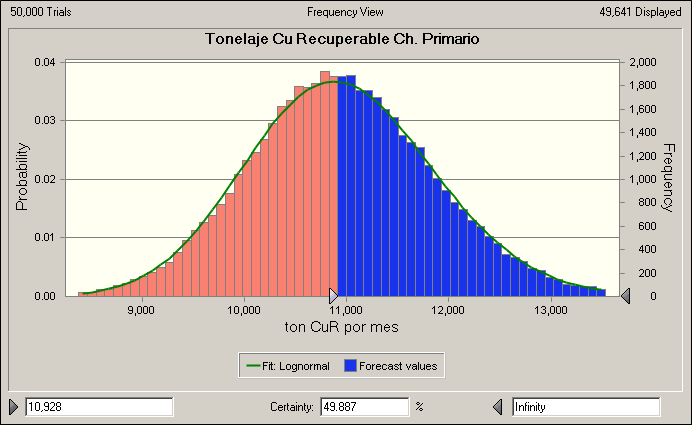 50,000 Trials
Frequency View
49,641 Displayed
Tonelaje Cu Recuperable Ch. Primario
0.04
0.03
0.02
0.01
0.00
Probability
2,000
1,800
1,600
1,400
1,200
1,000
800
600
400
200
0
Frequency
9,000
10,000
11,000
12,000
13,000
ton CuR por mes
Fit: Lognormal
Forecast values
10,928
Certainty: 49.887 %
Infinity